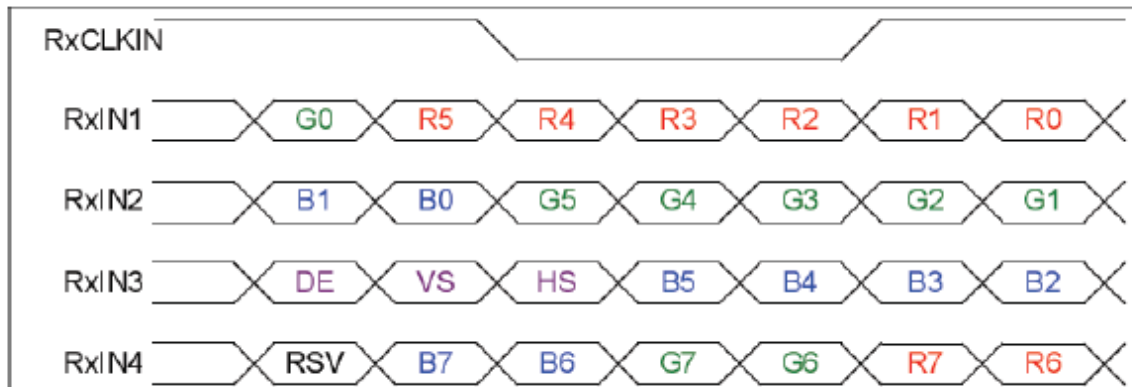 RxCLKIN
RxIN1 G0 R5 R4 R3 R2 R1 R0
RxIN2 B1 B0 G5 G4 G3 G2 G1
RxIN3 DE VS HS B5 B4 B3 B2
RxIN4 RSV B7 B6 G7 G6 R7 R6